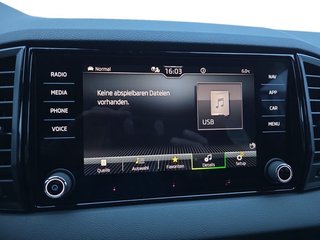 RADIO
MEDIA
PHONE
VOICE
Normal
16:03
Keine abspielbaren Dateien
vorhanden.
USB
Quelle
Auswahl
Favoriten
Details
Setup
NAV
APP
CAR
MENU